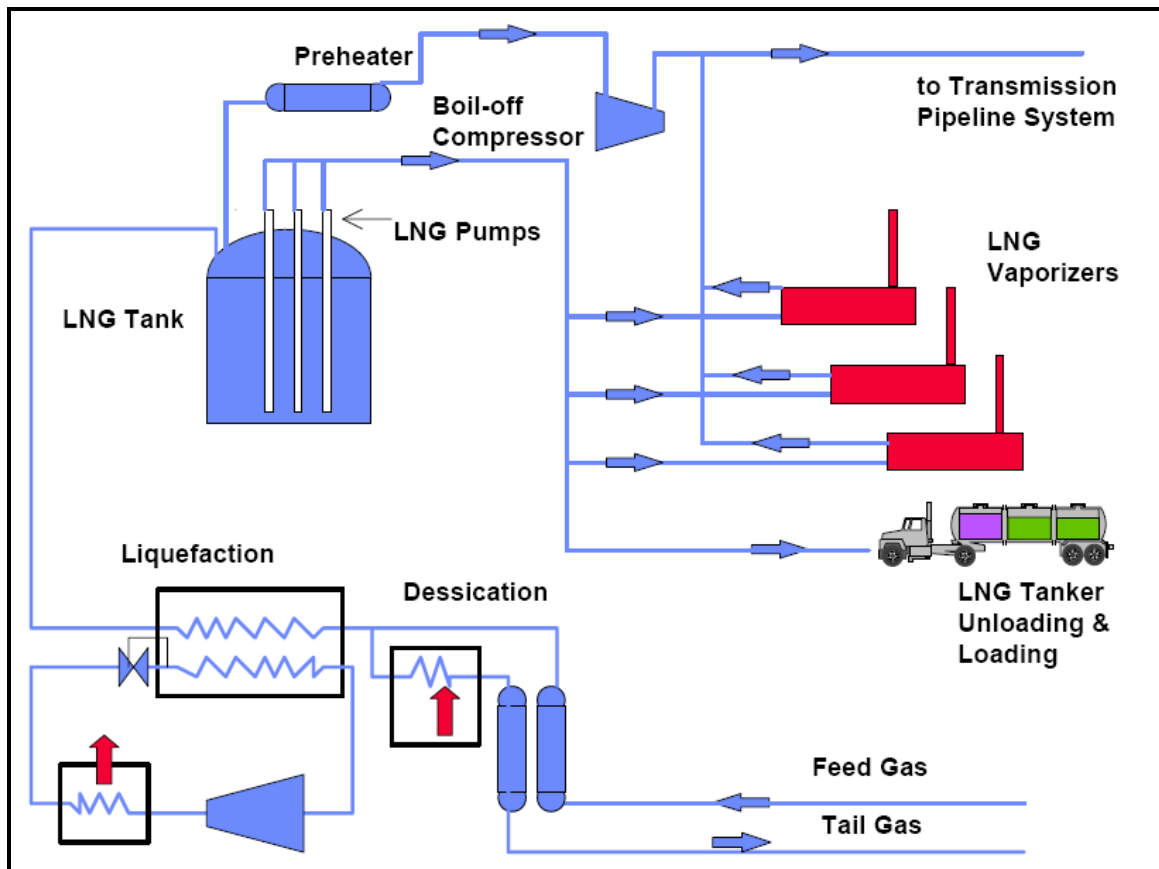 Preheater
to Transmission
Pipeline System
Boil-off
Compressor
LNG Pumps
LNG
Vaporizers
LNG Tank
Liquefaction
Dessication
LNG Tanker
Unloading &
Loading
Feed Gas
Tail Gas